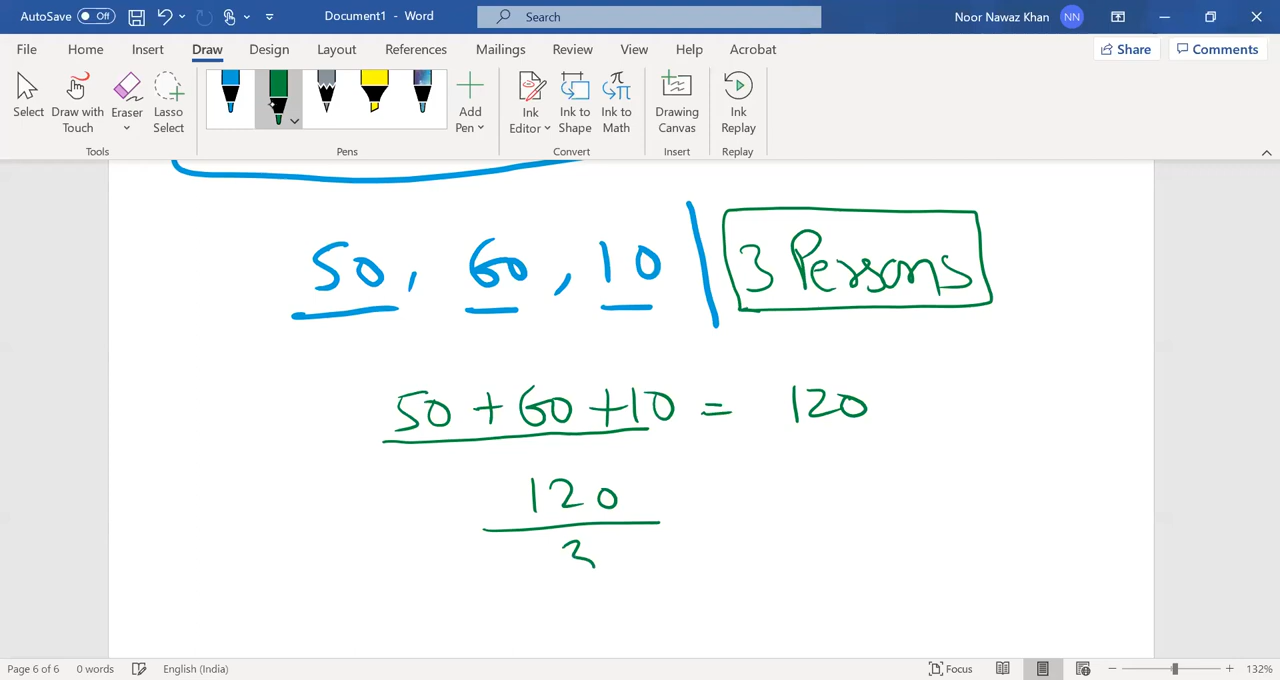 AutoSave Off Document1 - Word Search Noor Nawaz Khan NN
File Home Insert Draw Design Layout References Mailings Review View Help Acrobat Share Comments
Select Draw with Touch Eraser Lasso Select Add Pen Ink Editor Ink to Shape Ink to Math Drawing Canvas Ink Replay
Tools Pens Convert Insert Replay
50, 60, 10 | 3 Persons
50 + 60 + 10 = 120
120
3
Page 6 of 6 0 words English (India) Focus 132%